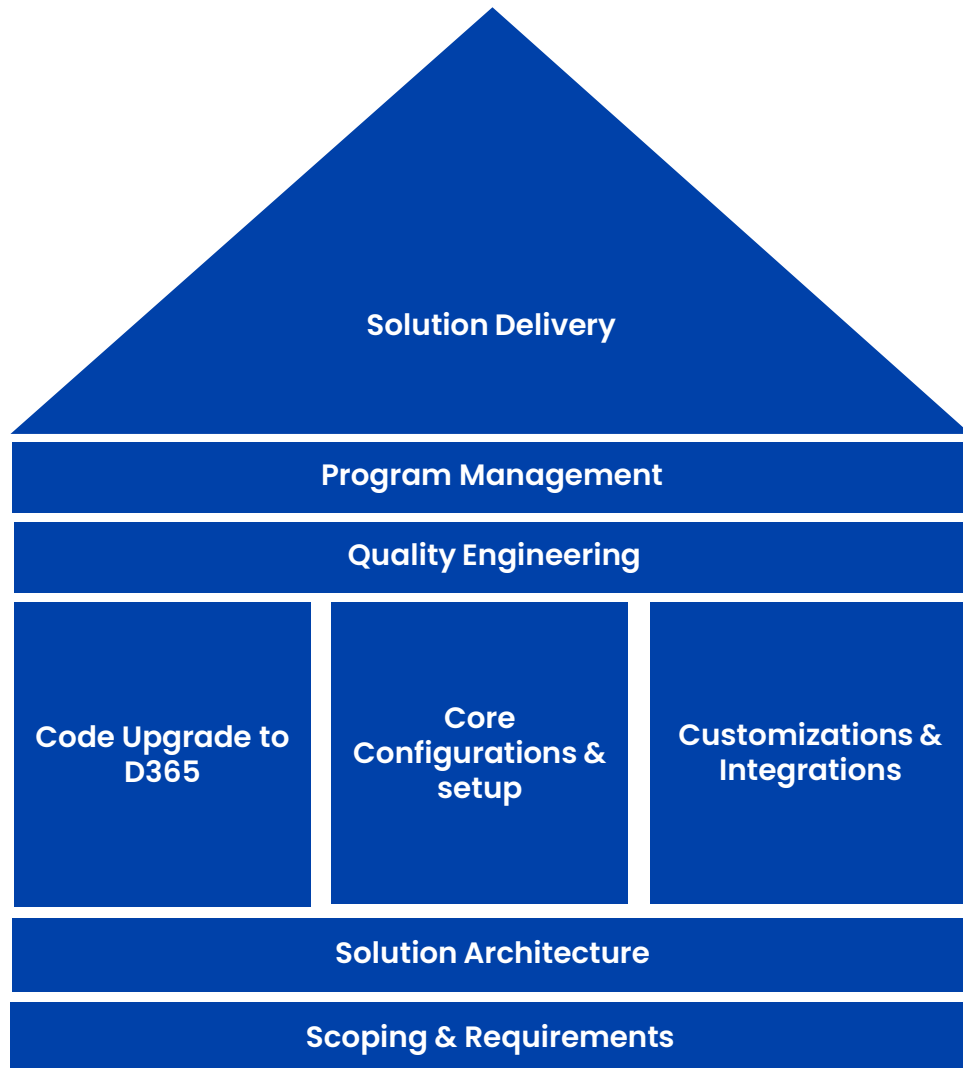 Solution Delivery
Program Management
Quality Engineering
Code Upgrade to
D365
Core
Configurations &
setup
Customizations &
Integrations
Solution Architecture
Scoping & Requirements